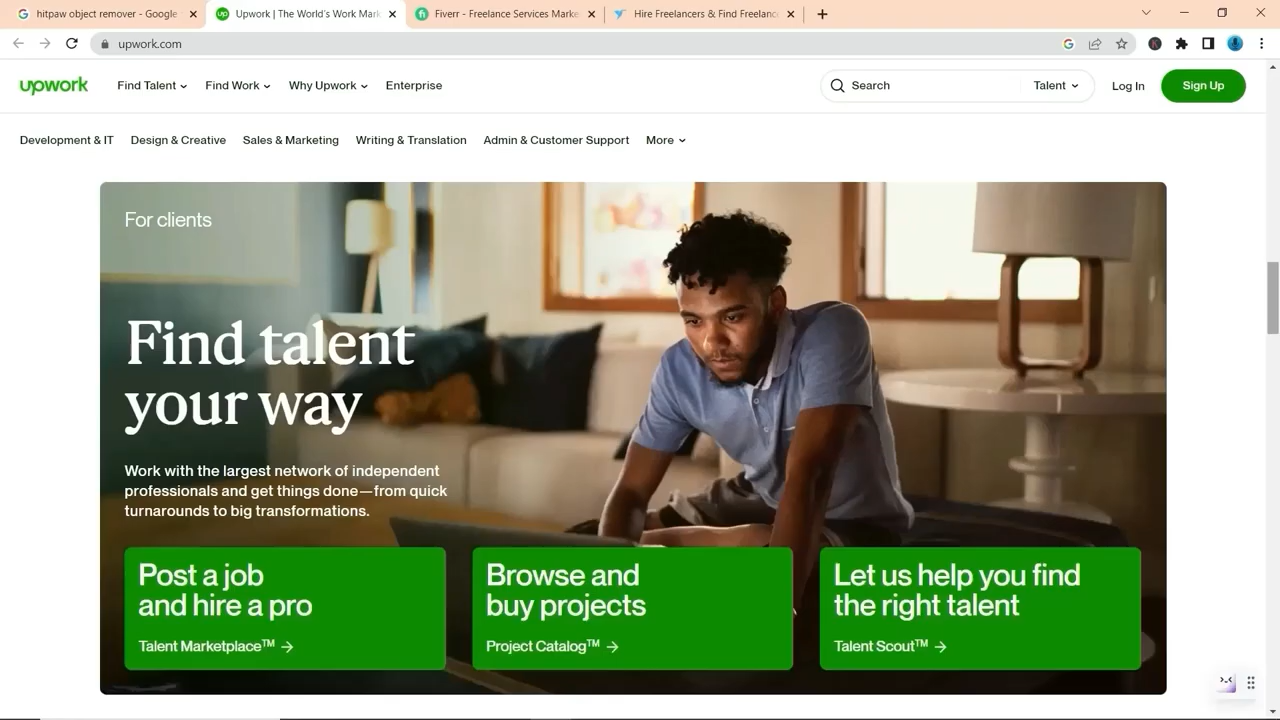 hitpaw object remover - Google
Upwork | The World's Work Mark
Fiverr - Freelance Services Marke
Hire Freelancers & Find Freelanc
upwork.com
upwork
Find Talent
Find Work
Why Upwork
Enterprise
Search
Talent
Log In
Sign Up
Development & IT
Design & Creative
Sales & Marketing
Writing & Translation
Admin & Customer Support
More
For clients
Find talent
your way
Work with the largest network of independent
professionals and get things done—from quick
turnarounds to big transformations.
Post a job
and hire a pro
Talent Marketplace™ →
Browse and
buy projects
Project Catalog™ →
Let us help you find
the right talent
Talent Scout™ →